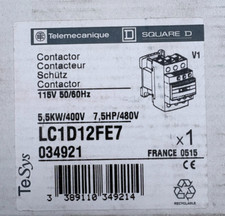 Telemecanique SQUARE D
V1
Contactor
Contacteur
Schütz
Contactor
115V 50/60Hz
5,5KW/400V 7,5HP/480V
LC1D12FE7
034921
x1
FRANCE 0515
TeSys
3 389110 349214
RECYCLABLE